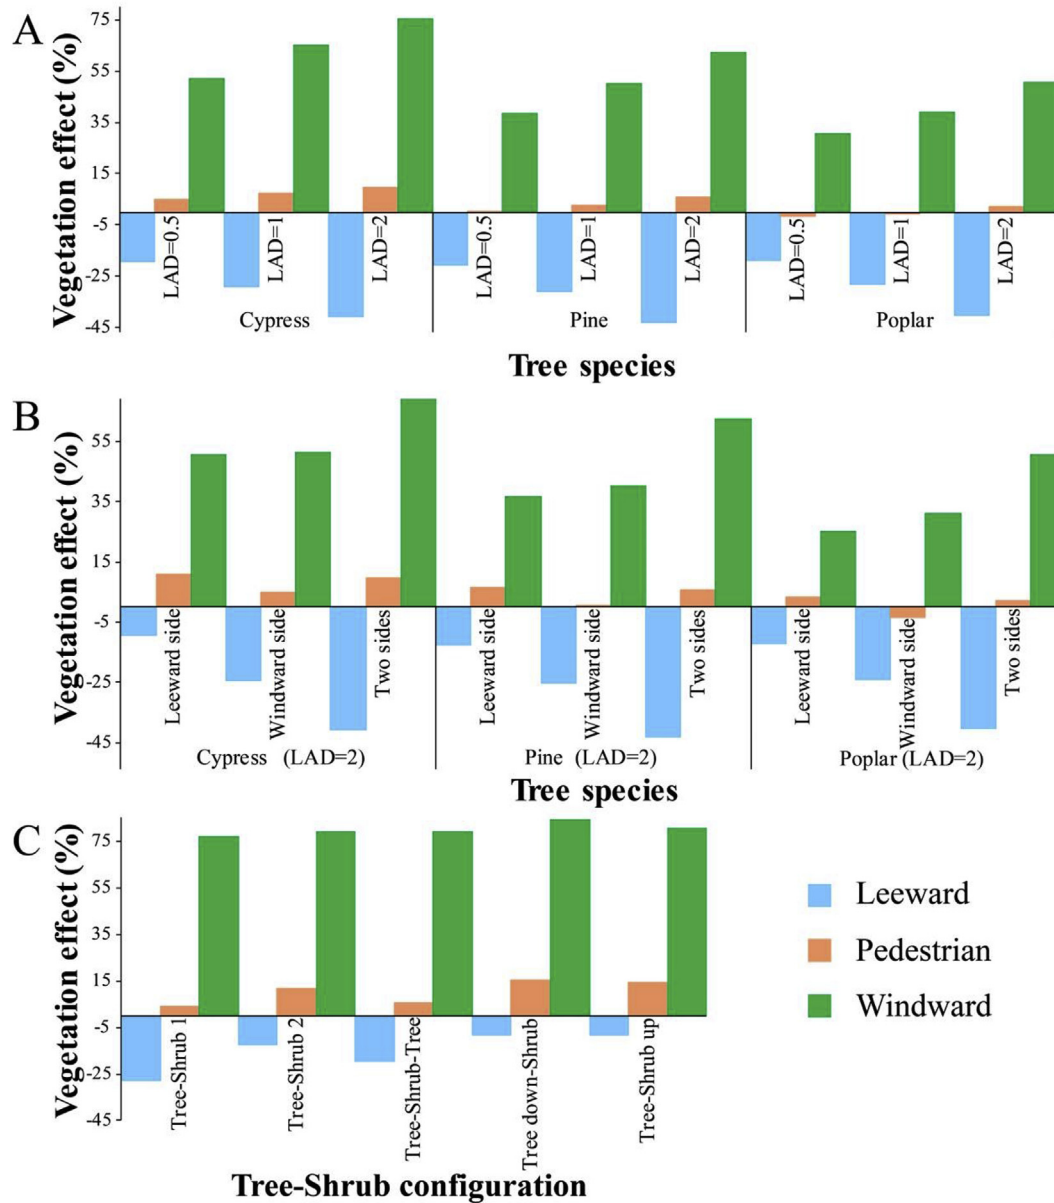 A
Vegetation effect (%)
75
55
35
15
-5
-25
-45
LAD=0.5
LAD=1
LAD=2
LAD=0.5
LAD=1
LAD=2
LAD=0.5
LAD=1
LAD=2
Cypress
Pine
Poplar
Tree species
B
Vegetation effect (%)
55
35
15
-5
-25
-45
Leeward side
Windward side
Two sides
Leeward side
Windward side
Two sides
Leeward side
Windward side
Two sides
Cypress (LAD=2)
Pine (LAD=2)
Poplar (LAD=2)
Tree species
C
Vegetation effect (%)
75
55
35
15
-5
-25
-45
Tree-Shrub 1
Tree-Shrub 2
Tree-Shrub-Tree
Tree down-Shrub
Tree-Shrub up
Tree-Shrub configuration
Leeward
Pedestrian
Windward